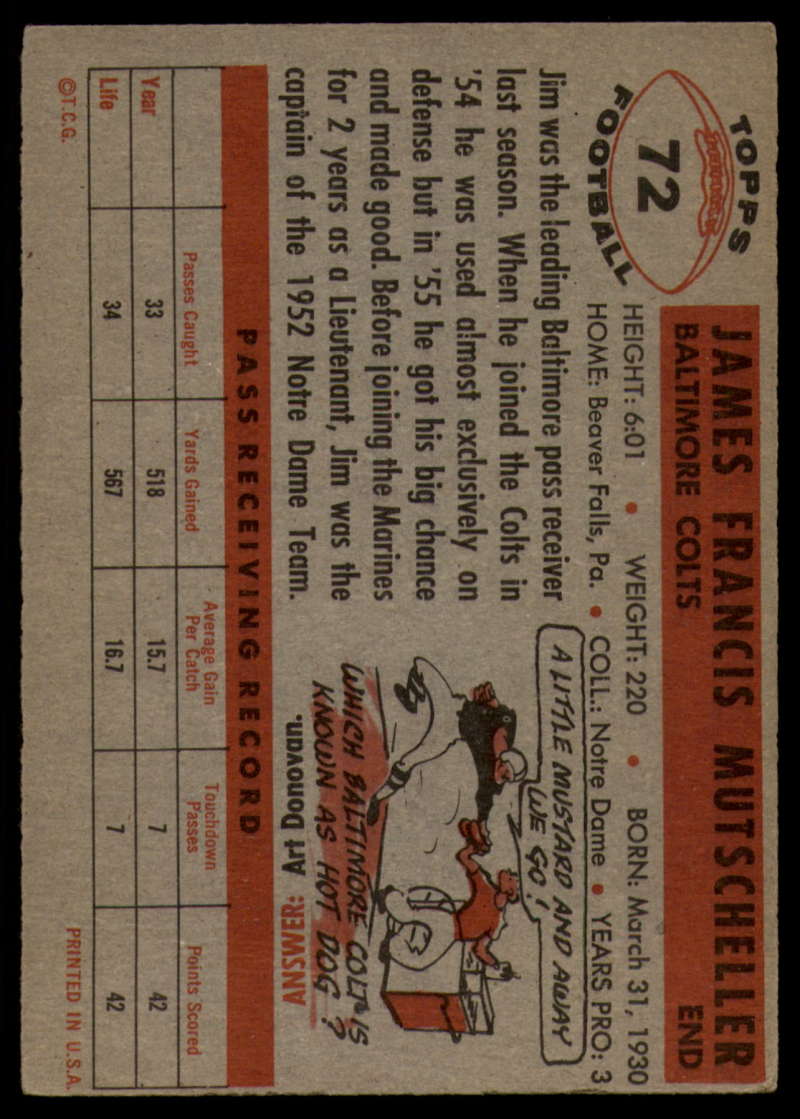 TOPPS
72
FOOTBALL
JAMES FRANCIS MUTSCHELLER
BALTIMORE COLTS END
HEIGHT: 6:01 • WEIGHT: 220 • BORN: March 31, 1930
HOME: Beaver Falls, Pa. • COLL.: Notre Dame • YEARS PRO: 3
Jim was the leading Baltimore pass receiver
last season. When he joined the Colts in
'54 he was used almost exclusively on
defense but in '55 he got his big chance
and made good. Before joining the Marines
for 2 years as a Lieutenant, Jim was the
captain of the 1952 Notre Dame Team.
A LITTLE MUSTARD AND AWAY
WE GO!
WHICH BALTIMORE COLT IS
KNOWN AS HOT DOG?
ANSWER: Art Donovan.
PASS RECEIVING RECORD
Passes Caught Yards Gained Average Gain Per Catch Touchdown Passes Points Scored
Year 33 518 15.7 7 42
Life 34 567 16.7 7 42
©T.C.G. PRINTED IN U.S.A.